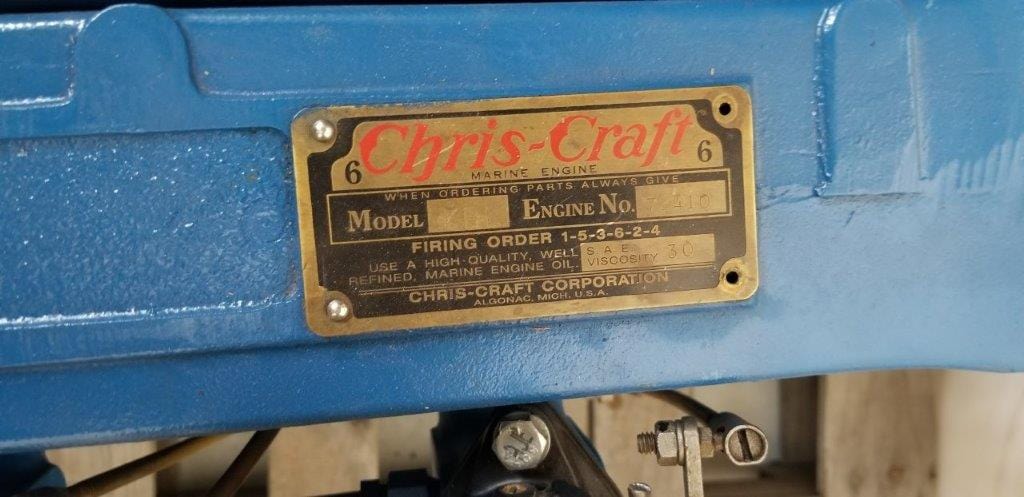 Chris-Craft
6 6
MARINE ENGINE
WHEN ORDERING PARTS ALWAYS GIVE
MODEL ENGINE No.
FIRING ORDER 1-5-3-6-2-4
USE A HIGH-QUALITY, WELL S. A. E.
REFINED, MARINE ENGINE OIL. VISCOSITY 30
CHRIS-CRAFT CORPORATION
ALGONAC, MICH. U.S.A.